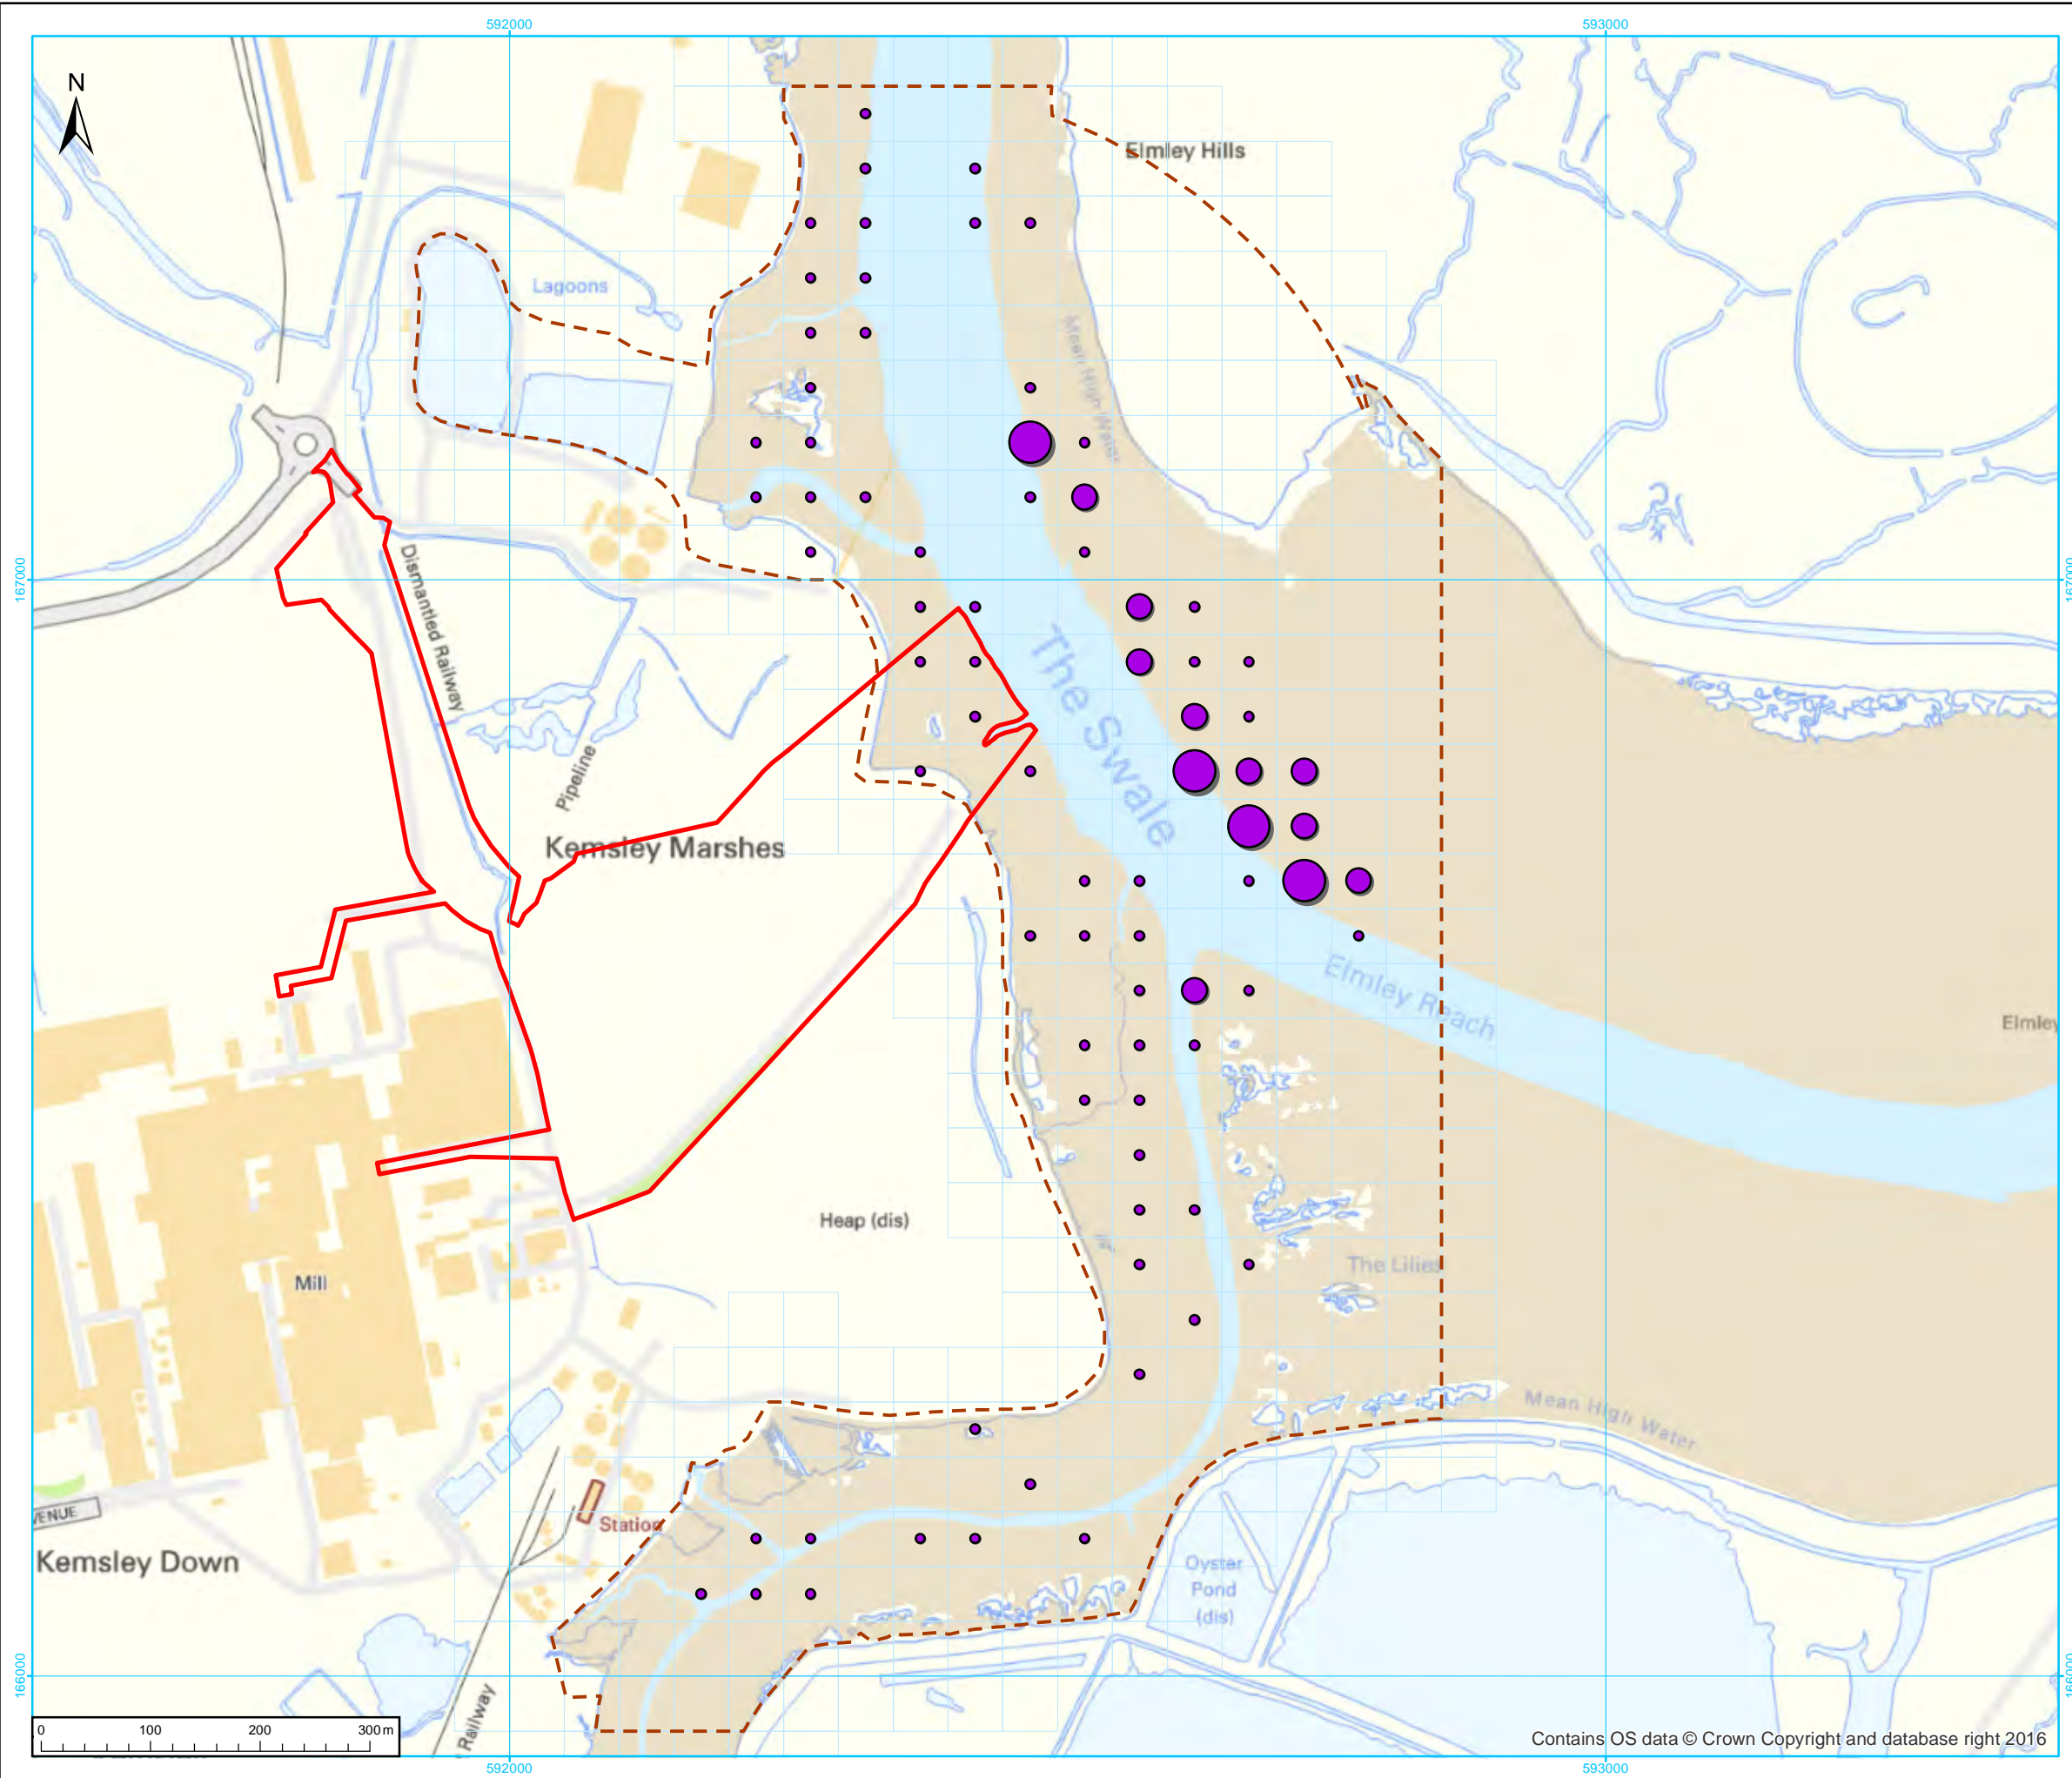 592000
593000
N
Elmley Hills
Lagoons
Mean High Water
167000
167000
Dismantled Railway
The Swale
Pipeline
Kemsley Marshes
Elmley Reach
Elmley
Heap (dis)
The Lilies
Mill
Mean High Water
VENUE
Station
Kemsley Down
Oyster
Pond
(dis)
166000
166000
Railway
0 100 200 300m
Contains OS data © Crown Copyright and database right 2016
592000
593000